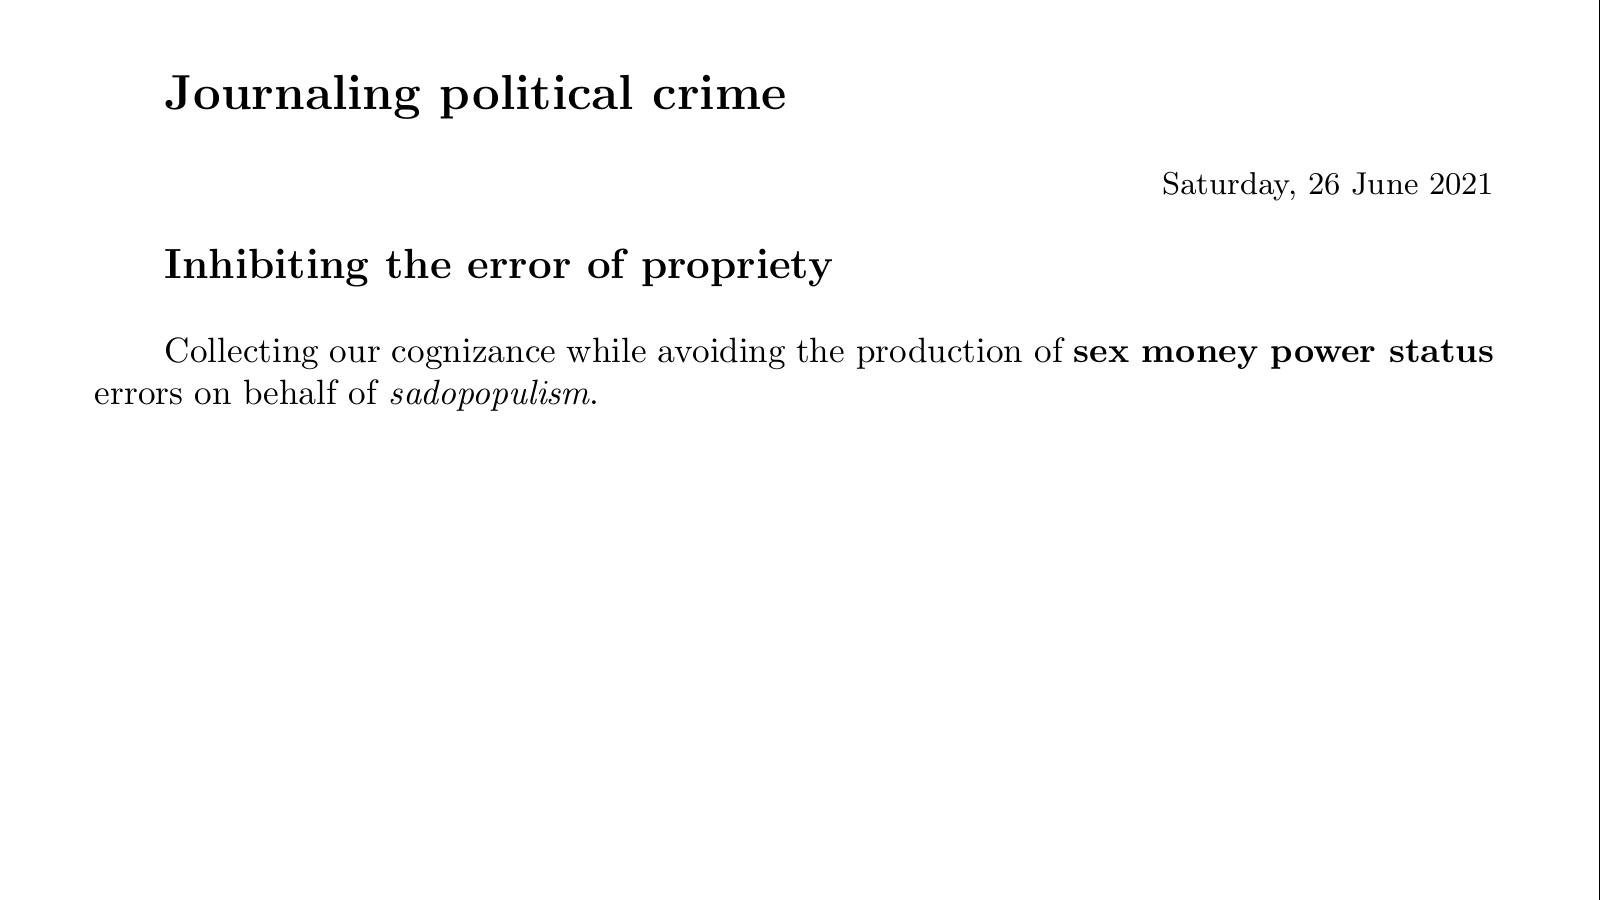 Journaling political crime
Saturday, 26 June 2021
Inhibiting the error of propriety
Collecting our cognizance while avoiding the production of sex money power status
errors on behalf of sadopopulism.